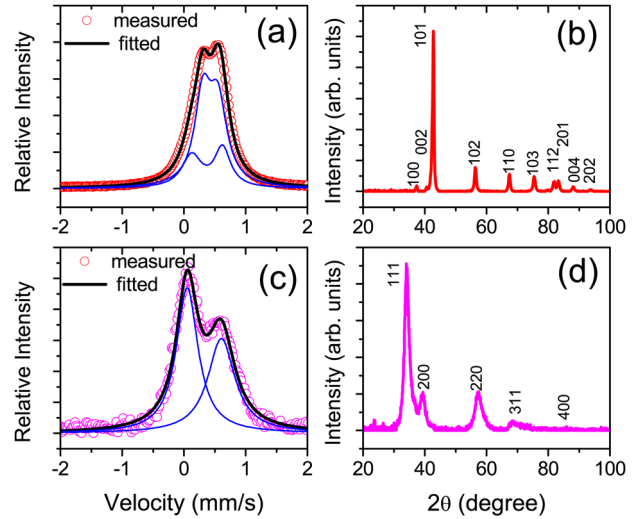 measured
fitted
(a)
Relative Intensity
-2
-1
0
1
2
(b)
Intensity (arb. units)
100
002
101
102
110
103
112
201
004
202
20
40
60
80
100
measured
fitted
(c)
Relative Intensity
-2
-1
0
1
2
Velocity (mm/s)
(d)
Intensity (arb. units)
111
200
220
311
400
20
40
60
80
100
2θ (degree)